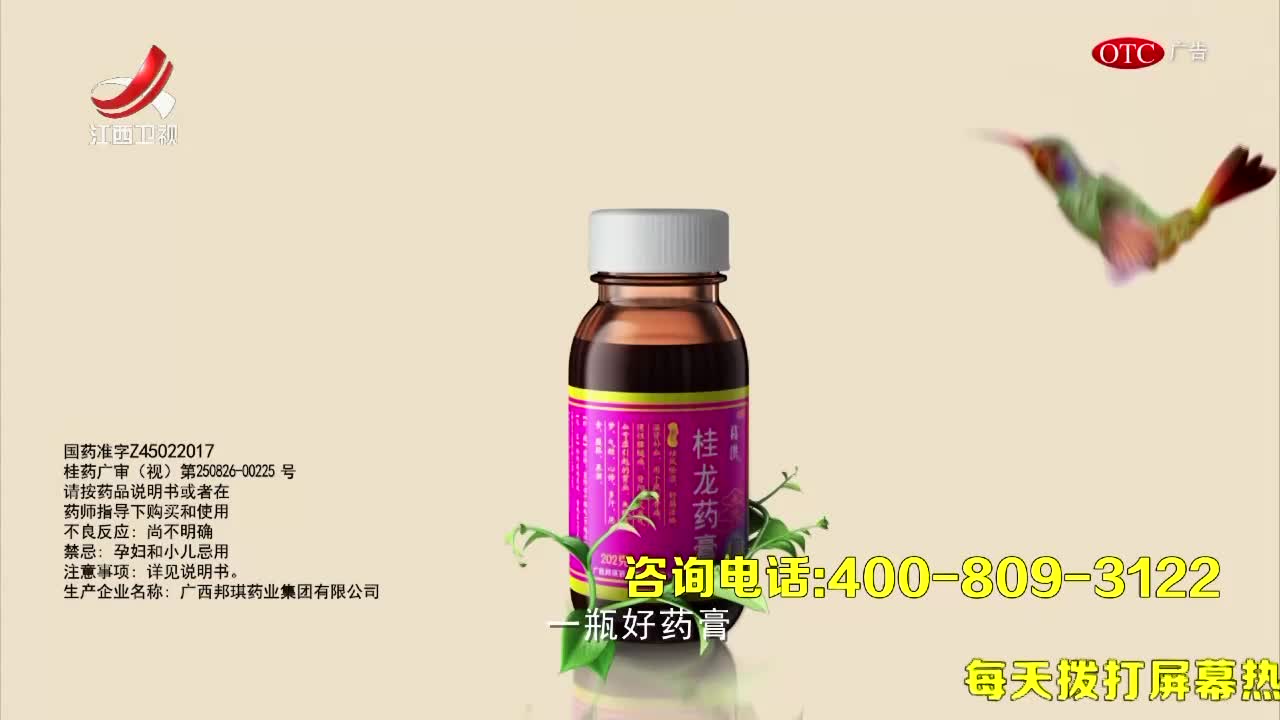 江西卫视
OTC 广告
国药准字Z45022017
桂药广审（视）第250826-00225 号
请按药品说明书或者在
药师指导下购买和使用
不良反应：尚不明确
禁忌：孕妇和小儿忌用
注意事项：详见说明书。
生产企业名称：广西邦琪药业集团有限公司
桂龙药膏
202克
咨询电话:400-809-3122
一瓶好药膏
每天拨打屏幕热